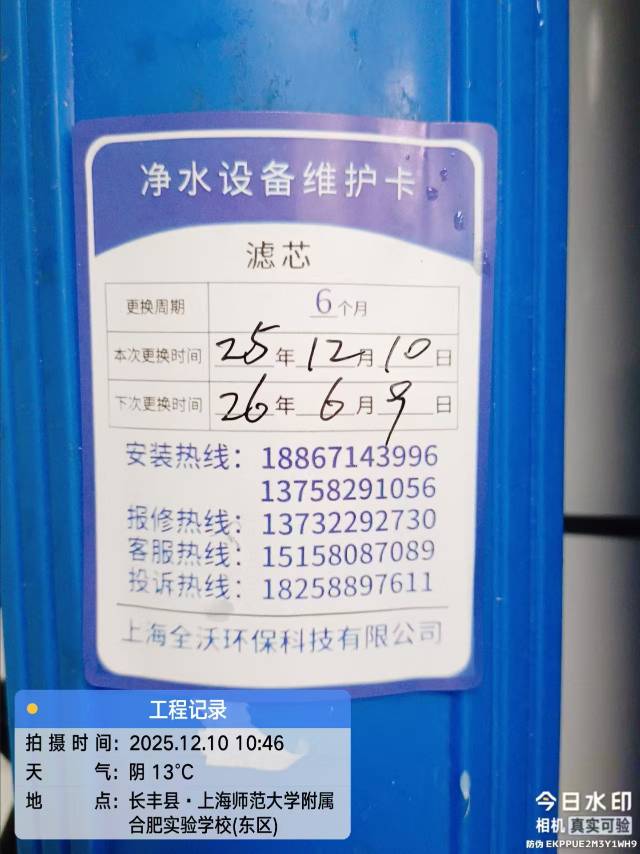 净水设备维护卡
滤芯
更换周期 6个月
本次更换时间 25年12月10日
下次更换时间 26年6月9日
安装热线：18867143996
13758291056
报修热线：13732292730
客服热线：15158087089
投诉热线：18258897611
上海全沃环保科技有限公司
工程记录
拍摄时间：2025.12.10 10:46
天气：阴 13℃
地点：长丰县·上海师范大学附属
合肥实验学校(东区)
今日水印
相机 真实可验
防伪 EKPPUE2M3Y1WH9